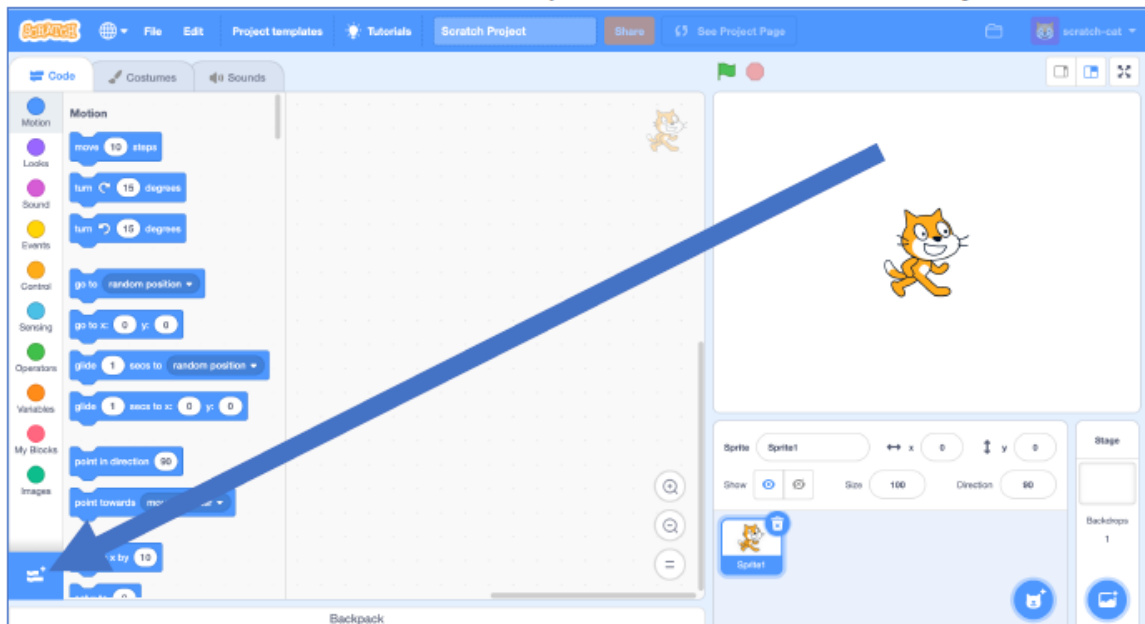 SCRATCH File Edit Project templates Tutorials Scratch Project Share See Project Page scratch-cat
Code Costumes Sounds
Motion
Looks
Sound
Events
Control
Sensing
Operators
Variables
My Blocks
Images
Motion
move 10 steps
turn 15 degrees
turn 15 degrees
go to random position
go to x: 0 y: 0
glide 1 secs to random position
glide 1 secs to x: 0 y: 0
point in direction 90
point towards
x by 10
Backpack
Sprite Sprite1 x 0 y 0
Show Size 100 Direction 90
Sprite1
Stage
Backdrops
1